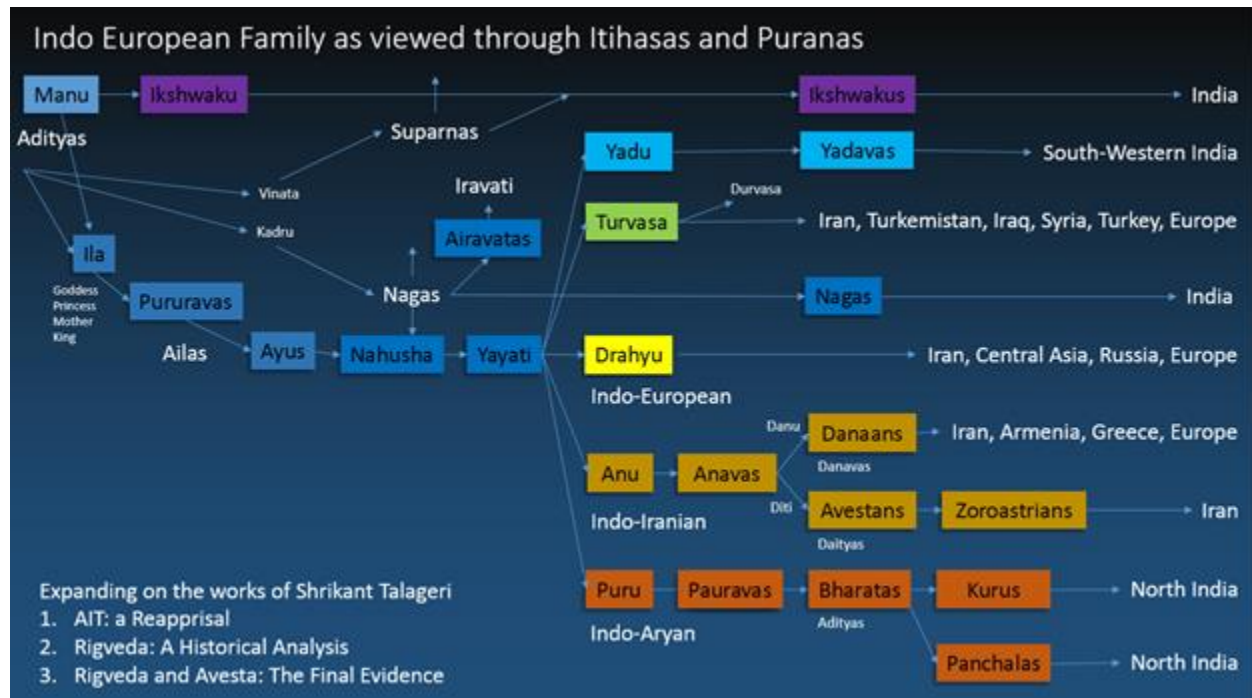 Indo European Family as viewed through Itihasas and Puranas
Manu
Ikshwaku
Ikshwakus
India
Adityas
Suparnas
Yadu
Yadavas
South-Western India
Vinata
Iravati
Durvasa
Turvasa
Iran, Turkemistan, Iraq, Syria, Turkey, Europe
Kadru
Airavatas
Ila
Goddess
Princess
Mother
King
Pururavas
Nagas
Nagas
India
Ailas
Ayus
Nahusha
Yayati
Drahyu
Iran, Central Asia, Russia, Europe
Indo-European
Danu
Danaans
Iran, Armenia, Greece, Europe
Danavas
Anu
Anavas
Indo-Iranian
Diti
Avestans
Zoroastrians
Iran
Daityas
Puru
Pauravas
Bharatas
Kurus
North India
Adityas
Indo-Aryan
Panchalas
North India
Expanding on the works of Shrikant Talageri
1. AIT: a Reapprisal
2. Rigveda: A Historical Analysis
3. Rigveda and Avesta: The Final Evidence